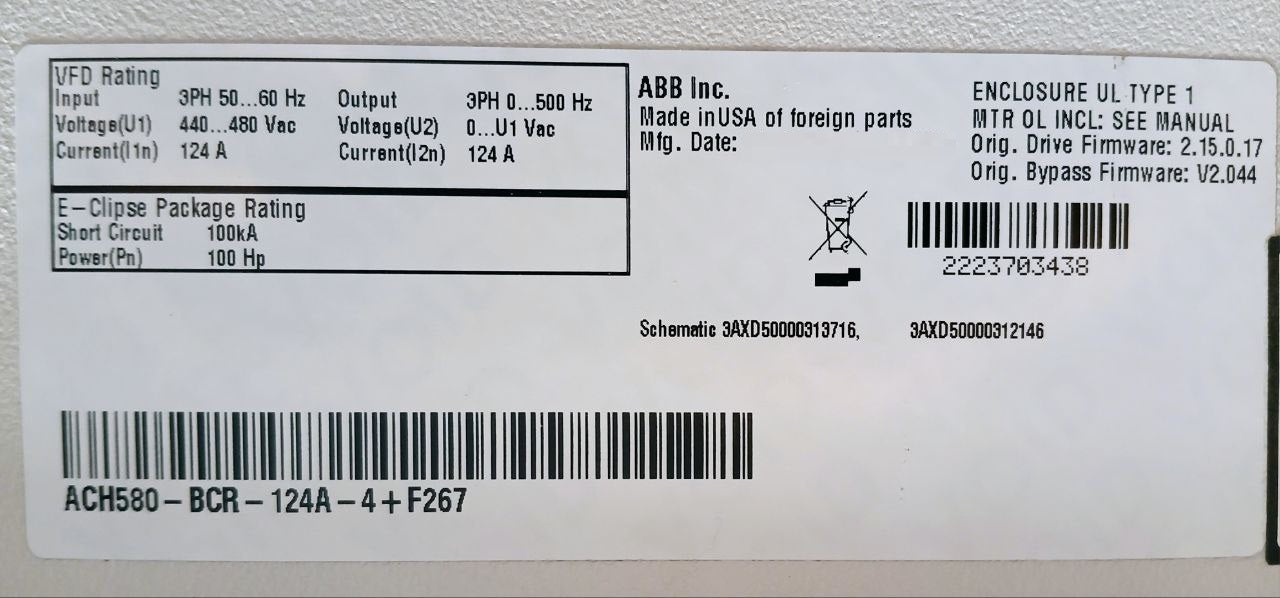 VFD Rating
Input 3PH 50...60 Hz Output 3PH 0...500 Hz
Voltage(U1) 440...480 Vac Voltage(U2) 0...U1 Vac
Current(I1n) 124 A Current(I2n) 124 A
E-Clipse Package Rating
Short Circuit 100kA
Power(Pn) 100 Hp
ABB Inc.
Made inUSA of foreign parts
Mfg. Date:
ENCLOSURE UL TYPE 1
MTR OL INCL: SEE MANUAL
Orig. Drive Firmware: 2.15.0.17
Orig. Bypass Firmware: V2.044
2223703438
Schematic 3AXD50000313716, 3AXD50000312146
ACH580-BCR-124A-4+F267